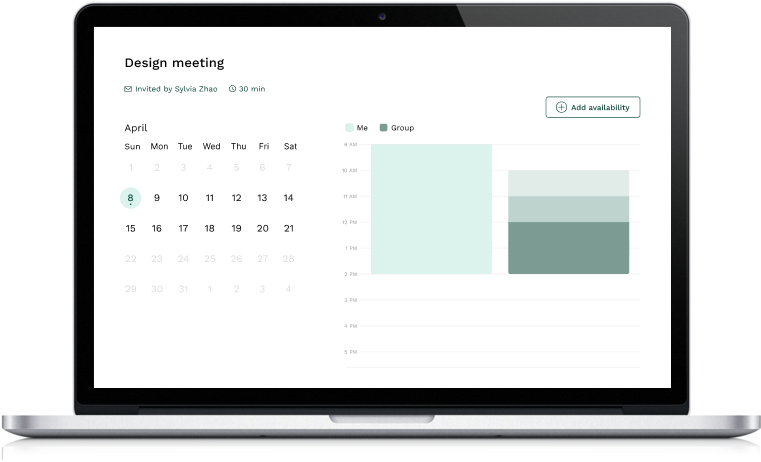 Design meeting
Invited by Sylvia Zhao 30 min
Add availability
April
Sun Mon Tue Wed Thu Fri Sat
1 2 3 4 5 6 7
8 9 10 11 12 13 14
15 16 17 18 19 20 21
22 23 24 25 26 27 28
29 30 31 1 2 3 4
Me Group
9 AM
10 AM
11 AM
12 PM
1 PM
2 PM
3 PM
4 PM
5 PM